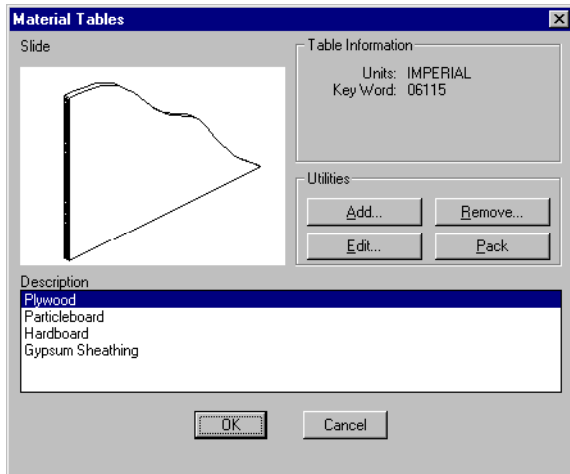 Material Tables
Slide
Table Information
Units: IMPERIAL
Key Word: 06115
Utilities
Add...
Remove...
Edit...
Pack
Description
Plywood
Particleboard
Hardboard
Gypsum Sheathing
OK
Cancel